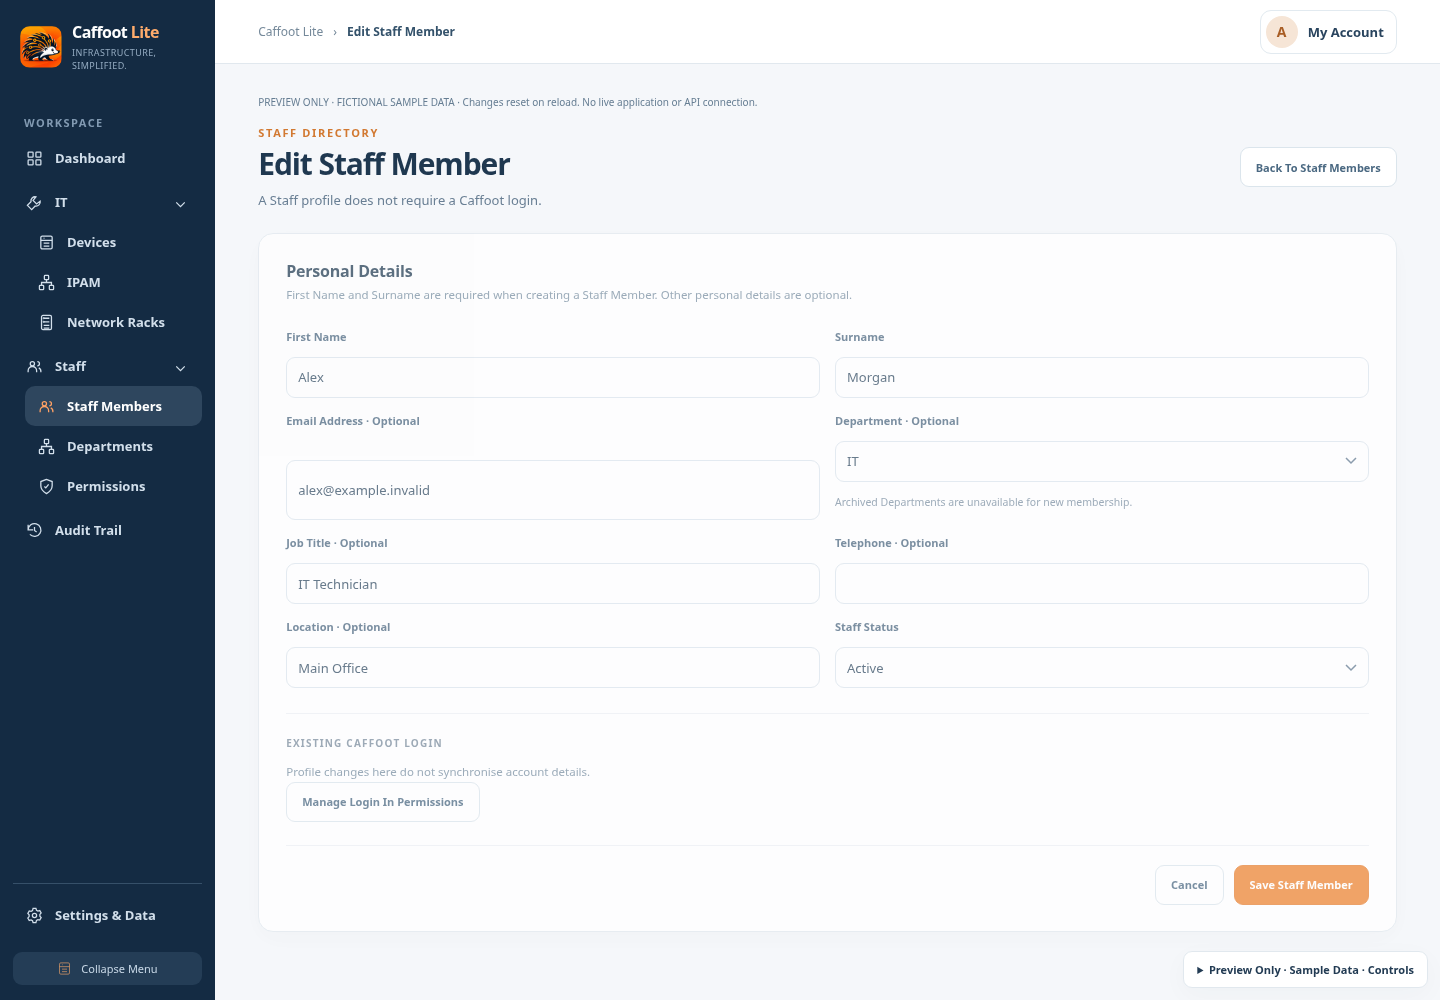 Caffoot Lite
INFRASTRUCTURE,
SIMPLIFIED.
WORKSPACE
Dashboard
IT
Devices
IPAM
Network Racks
Staff
Staff Members
Departments
Permissions
Audit Trail
Settings & Data
Collapse Menu
Caffoot Lite › Edit Staff Member
A My Account
PREVIEW ONLY · FICTIONAL SAMPLE DATA · Changes reset on reload. No live application or API connection.
STAFF DIRECTORY
Edit Staff Member
A Staff profile does not require a Caffoot login.
Back To Staff Members
Personal Details
First Name and Surname are required when creating a Staff Member. Other personal details are optional.
First Name
Alex
Surname
Morgan
Email Address · Optional
alex@example.invalid
Department · Optional
IT
Archived Departments are unavailable for new membership.
Job Title · Optional
IT Technician
Telephone · Optional
Location · Optional
Main Office
Staff Status
Active
EXISTING CAFFOOT LOGIN
Profile changes here do not synchronise account details.
Manage Login In Permissions
Cancel
Save Staff Member
Preview Only · Sample Data · Controls